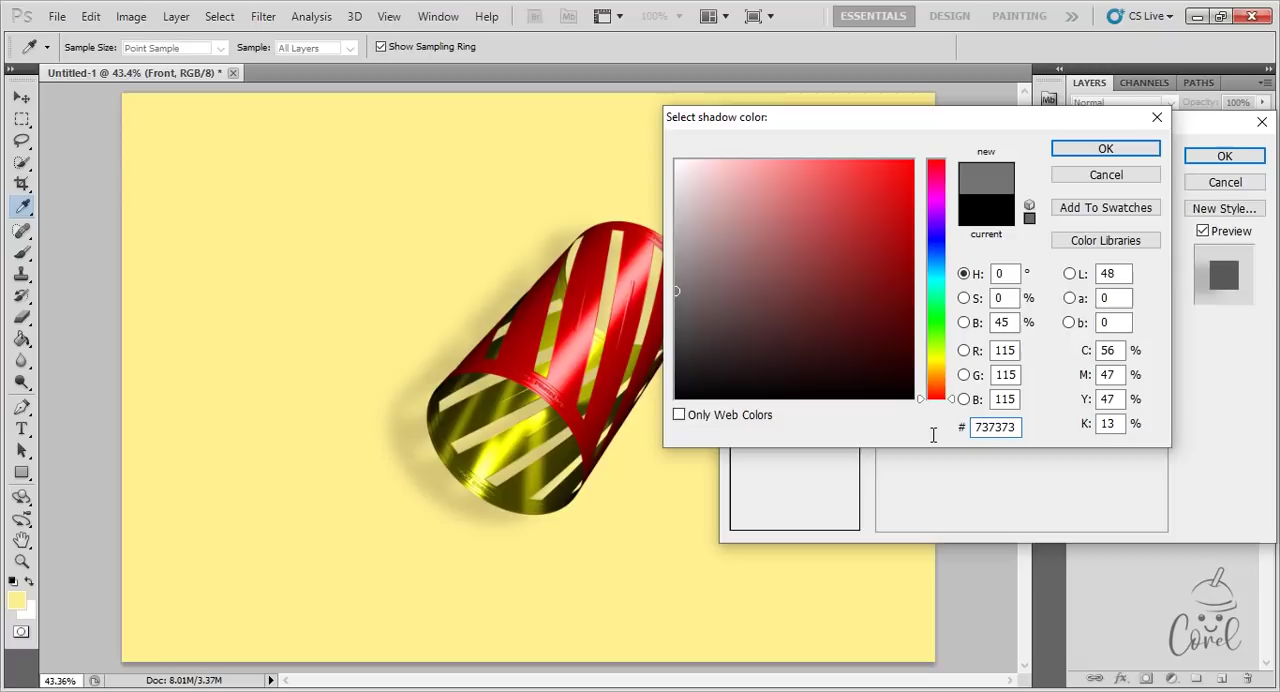 Ps File Edit Image Layer Select Filter Analysis 3D View Window Help Br Mb 100% ESSENTIALS DESIGN PAINTING CS Live
Sample Size: Point Sample Sample: All Layers Show Sampling Ring
Untitled-1 @ 43.4% (Front, RGB/8) *
LAYERS CHANNELS PATHS
Mb Normal Opacity: 100%
Select shadow color:
new
current
OK
Cancel
Add To Swatches
Color Libraries
H: 0 °
S: 0 %
B: 45 %
R: 115
G: 115
B: 115
# 737373
L: 48
a: 0
b: 0
C: 56 %
M: 47 %
Y: 47 %
K: 13 %
Only Web Colors
OK
Cancel
New Style...
Preview
T
Corel
43.36% Doc: 8.01M/3.37M
fx